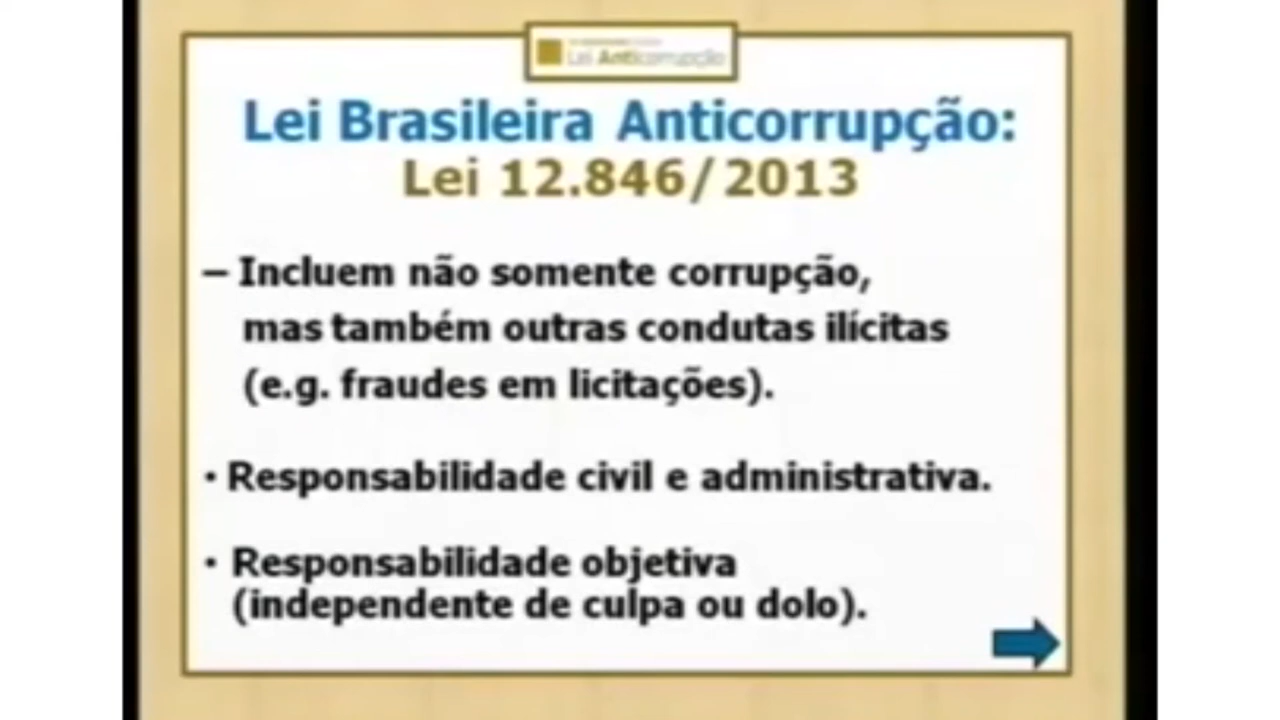 Lei Anticorrupção
Lei Brasileira Anticorrupção:
Lei 12.846/2013
– Incluem não somente corrupção,
mas também outras condutas ilícitas
(e.g. fraudes em licitações).
· Responsabilidade civil e administrativa.
· Responsabilidade objetiva
(independente de culpa ou dolo).